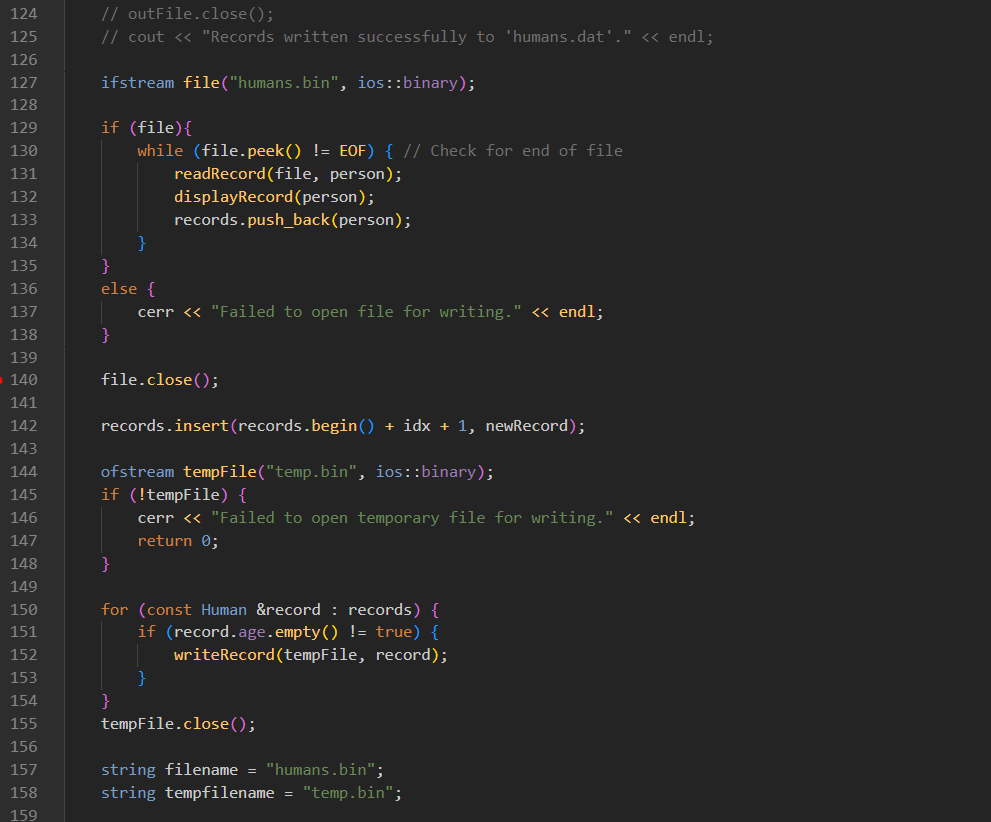 124 // outFile.close();
125 // cout << "Records written successfully to 'humans.dat'." << endl;
126
127 ifstream file("humans.bin", ios::binary);
128
129 if (file){
130 while (file.peek() != EOF) { // Check for end of file
131 readRecord(file, person);
132 displayRecord(person);
133 records.push_back(person);
134 }
135 }
136 else {
137 cerr << "Failed to open file for writing." << endl;
138 }
139
140 file.close();
141
142 records.insert(records.begin() + idx + 1, newRecord);
143
144 ofstream tempFile("temp.bin", ios::binary);
145 if (!tempFile) {
146 cerr << "Failed to open temporary file for writing." << endl;
147 return 0;
148 }
149
150 for (const Human &record : records) {
151 if (record.age.empty() != true) {
152 writeRecord(tempFile, record);
153 }
154 }
155 tempFile.close();
156
157 string filename = "humans.bin";
158 string tempfilename = "temp.bin";
159